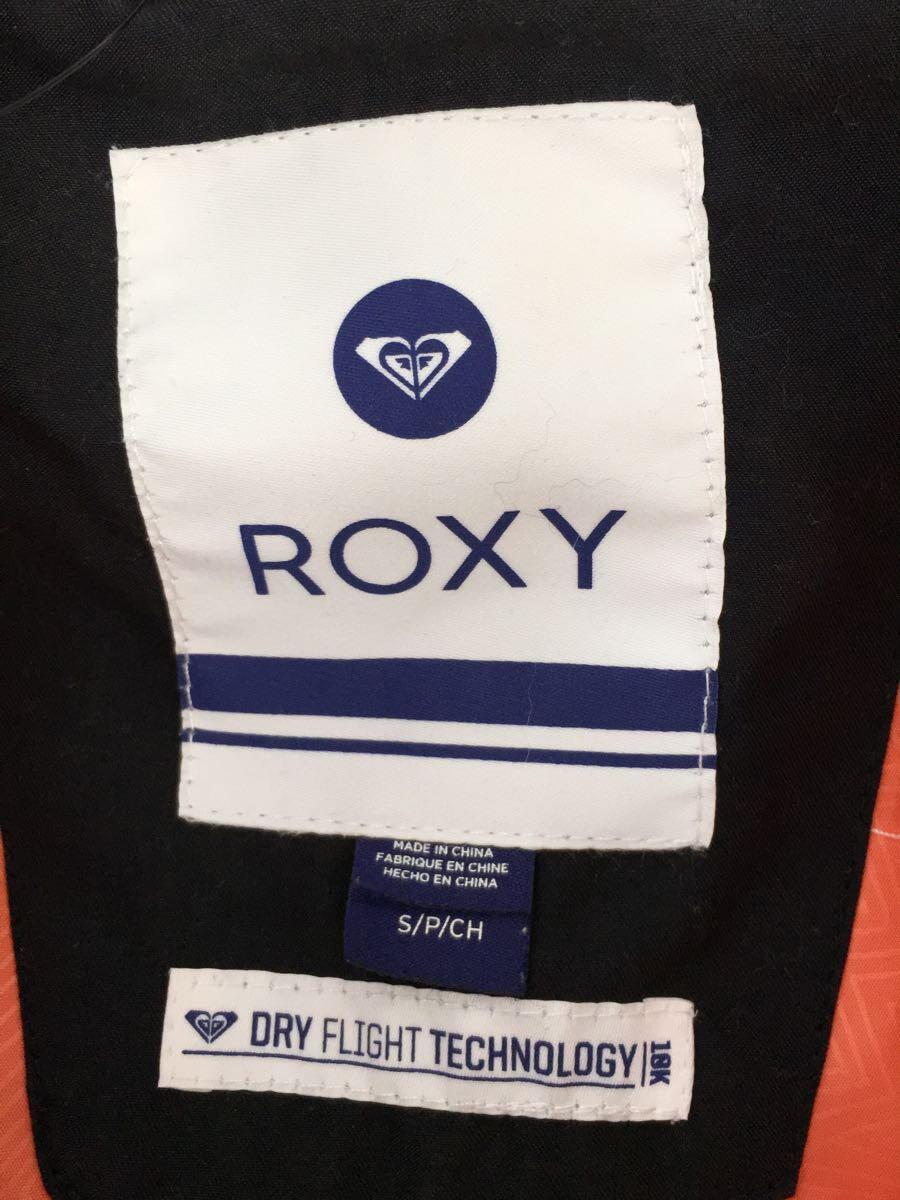 ROXY
MADE IN CHINA
FABRIQUE EN CHINE
HECHO EN CHINA
S/P/CH
DRY FLIGHT TECHNOLOGY 10K